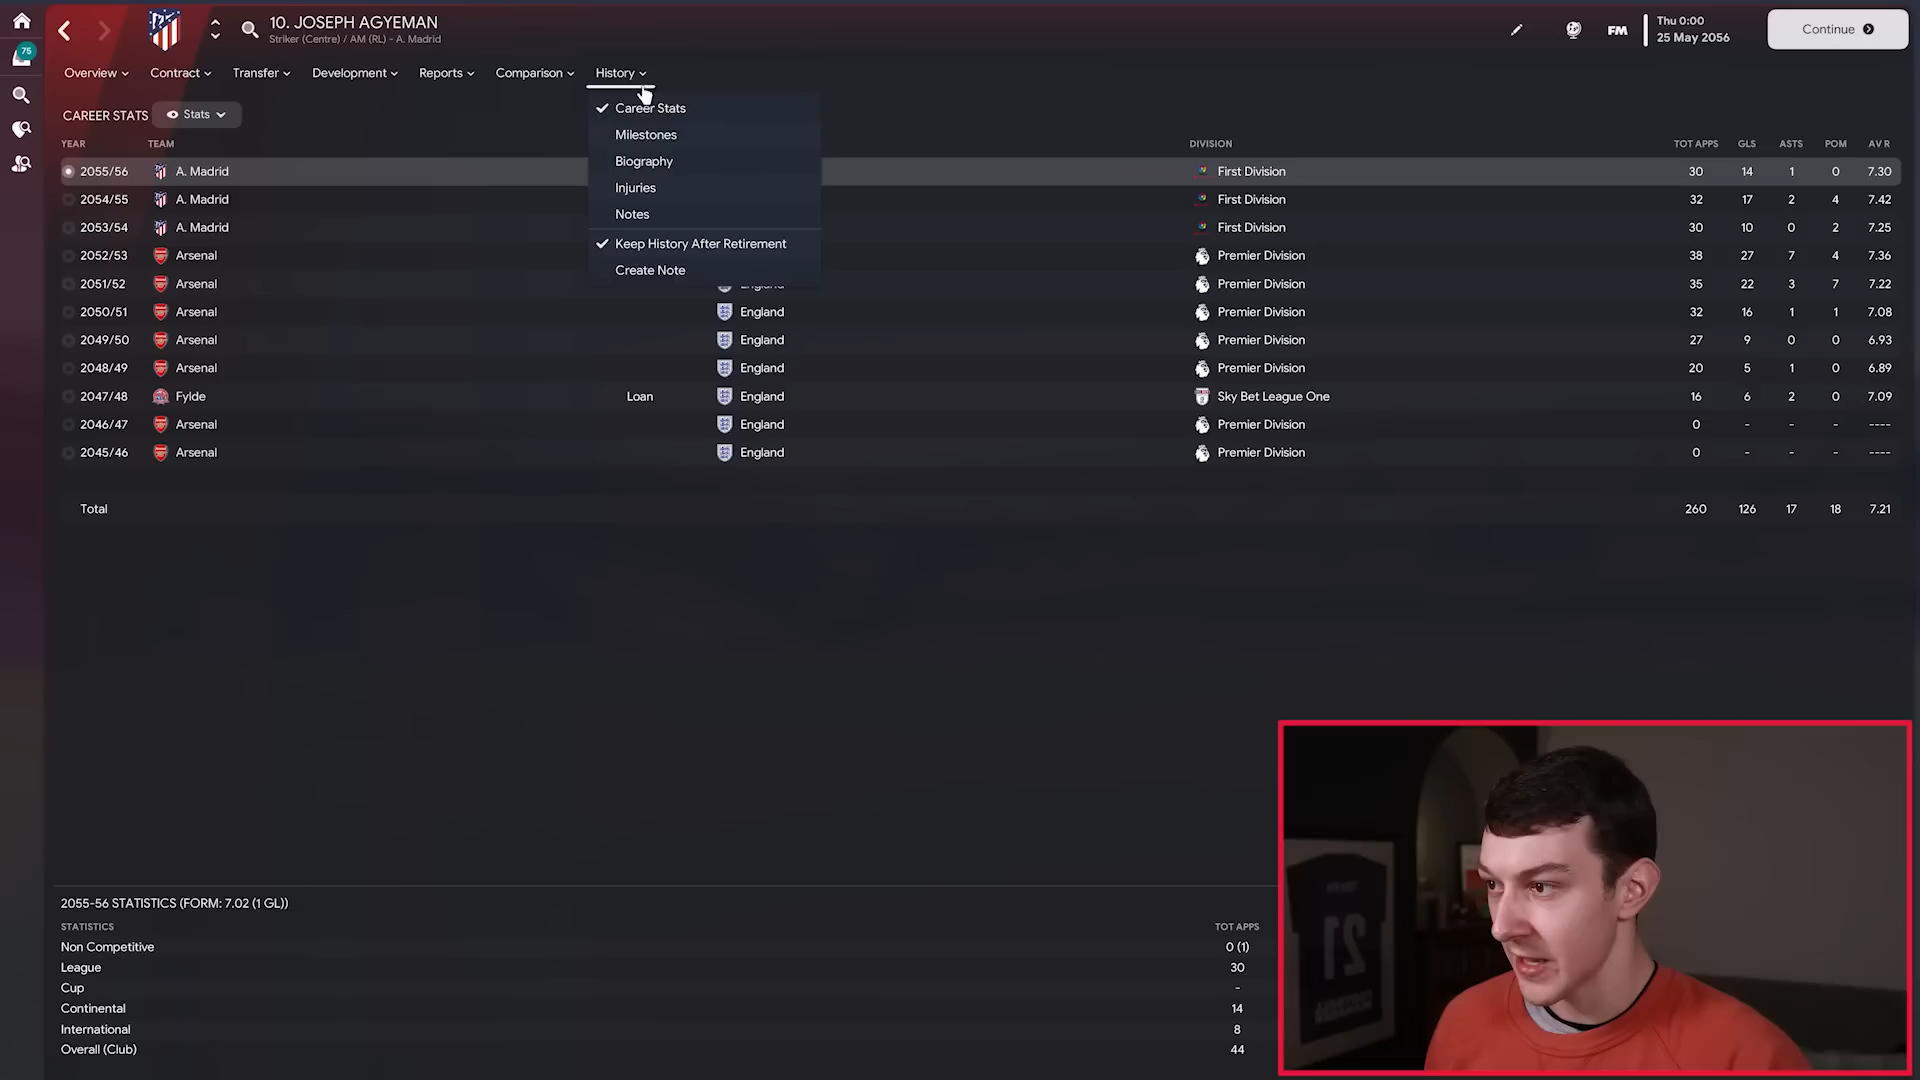 10. JOSEPH AGYEMAN
Striker (Centre) / AM (RL) - A. Madrid
FM
Thu 0:00
25 May 2056
Continue
75
Overview
Contract
Transfer
Development
Reports
Comparison
History
CAREER STATS
Stats
Career Stats
Milestones
Biography
Injuries
Notes
Keep History After Retirement
Create Note
YEAR TEAM DIVISION TOT APPS GLS ASTS POM AV R
2055/56 A. Madrid First Division 30 14 1 0 7.30
2054/55 A. Madrid First Division 32 17 2 4 7.42
2053/54 A. Madrid First Division 30 10 0 2 7.25
2052/53 Arsenal Premier Division 38 27 7 4 7.36
2051/52 Arsenal England Premier Division 35 22 3 7 7.22
2050/51 Arsenal England Premier Division 32 16 1 1 7.08
2049/50 Arsenal England Premier Division 27 9 0 0 6.93
2048/49 Arsenal England Premier Division 20 5 1 0 6.89
2047/48 Fylde Loan England Sky Bet League One 16 6 2 0 7.09
2046/47 Arsenal England Premier Division 0 - - - ----
2045/46 Arsenal England Premier Division 0 - - - ----
Total 260 126 17 18 7.21
2055-56 STATISTICS (FORM: 7.02 (1 GL))
STATISTICS TOT APPS
Non Competitive 0 (1)
League 30
Cup -
Continental 14
International 8
Overall (Club) 44
21